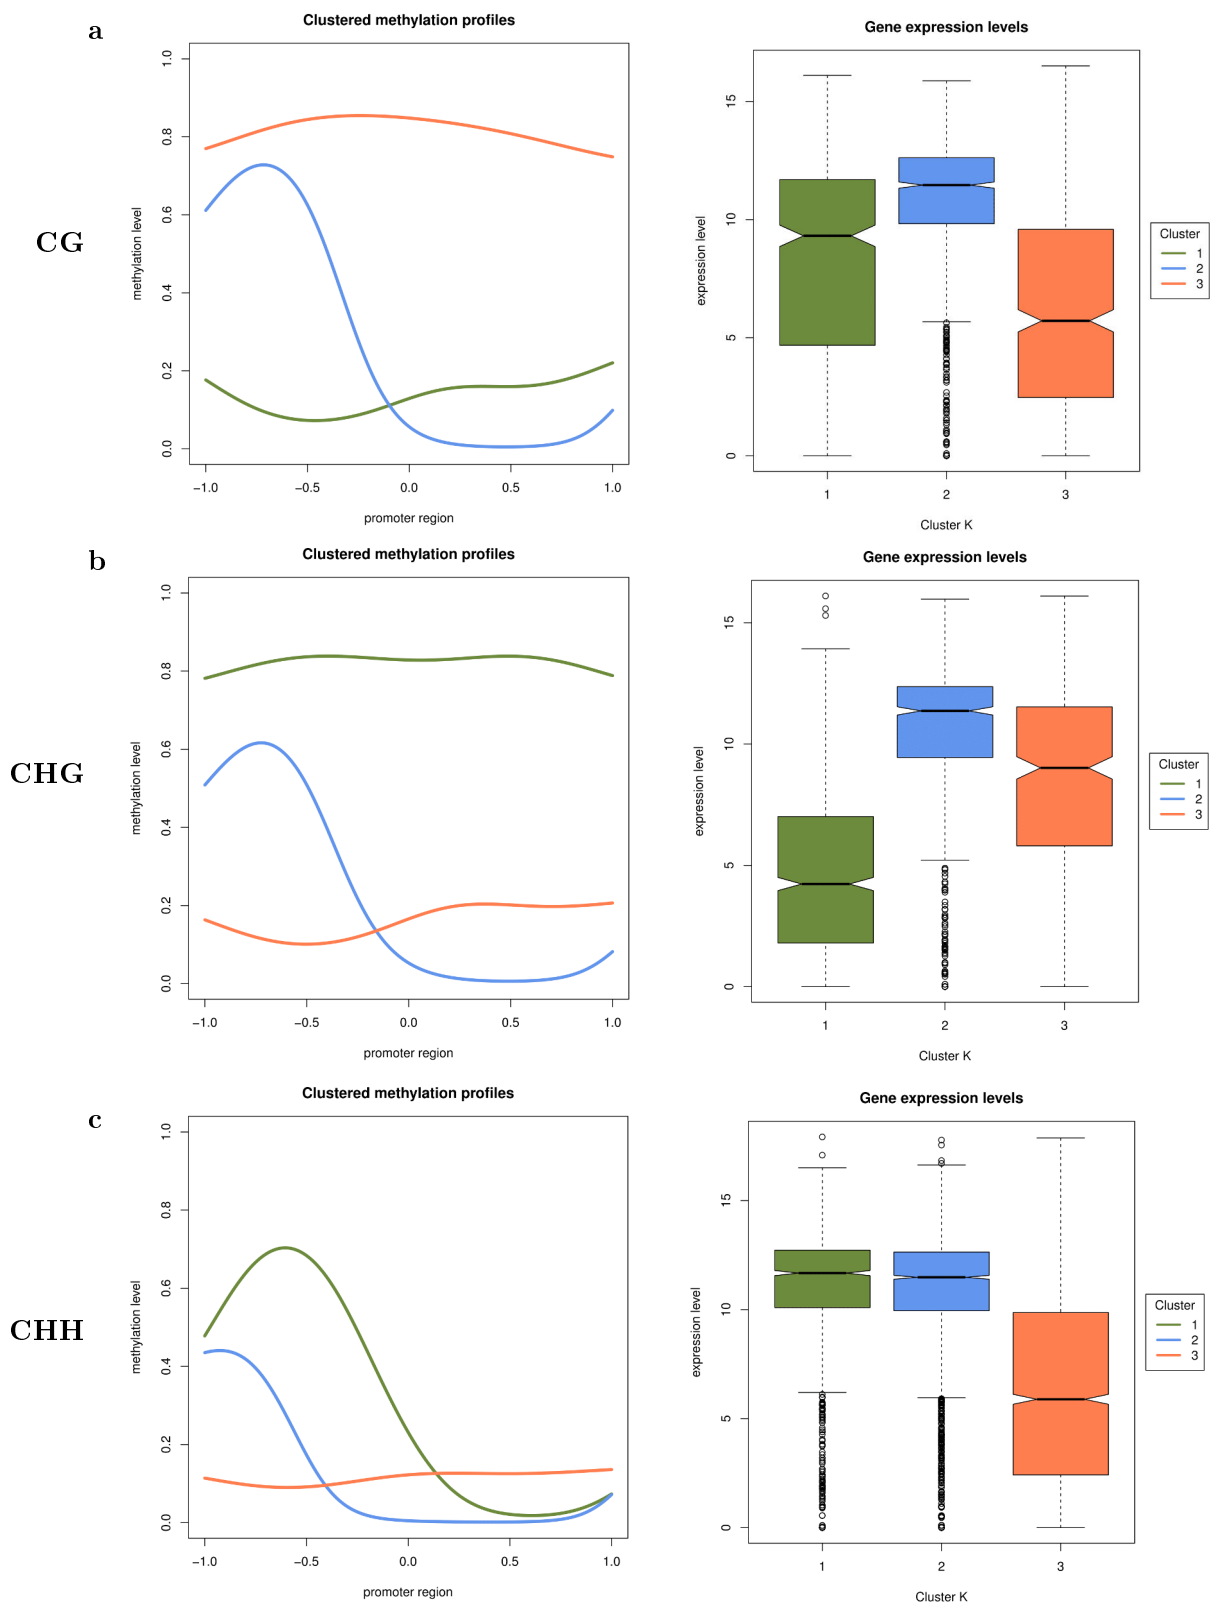 a
Clustered methylation profiles
Gene expression levels
CG
methylation level
0.0 0.2 0.4 0.6 0.8 1.0
−1.0 −0.5 0.0 0.5 1.0
promoter region
expression level
0 5 10 15
1 2 3
Cluster K
Cluster
1
2
3
b
Clustered methylation profiles
Gene expression levels
CHG
methylation level
0.0 0.2 0.4 0.6 0.8 1.0
−1.0 −0.5 0.0 0.5 1.0
promoter region
expression level
0 5 10 15
1 2 3
Cluster K
Cluster
1
2
3
c
Clustered methylation profiles
Gene expression levels
CHH
methylation level
0.0 0.2 0.4 0.6 0.8 1.0
−1.0 −0.5 0.0 0.5 1.0
promoter region
expression level
0 5 10 15
1 2 3
Cluster K
Cluster
1
2
3